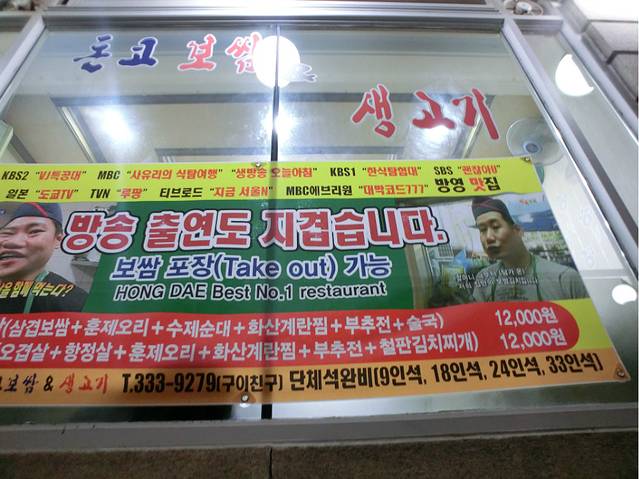 돈고 보쌈
생고기
KBS2 "VJ특공대" MBC "사유리의 식탐여행" "생방송 오늘아침" KBS1 "한식탐험대" SBS "괜찮아U"
일본 "도쿄TV" TVN "쿠팡" 티브로드 "지금 서울N" MBC에브리원 "대박코드777" 방영 맛집
방송 출연도 지겹습니다.
보쌈 포장(Take out) 가능
HONG DAE Best No.1 restaurant
함께 먹는다?
(삼겹보쌈+훈제오리+수제순대+화산계란찜+부추전+술국) 12,000원
오겹살+항정살+훈제오리+화산계란찜+부추전+철판김치찌개) 12,000원
고보쌈 & 생고기 T.333-9279(구이친구) 단체석완비(9인석, 18인석, 24인석, 33인석)